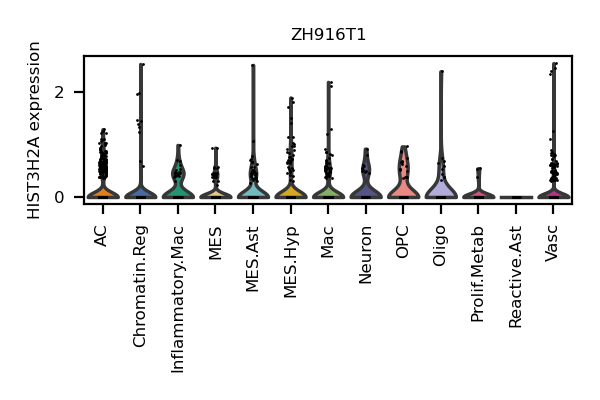 ZH916T1
HIST3H2A expression
2
0
AC
Chromatin.Reg
Inflammatory.Mac
MES
MES.Ast
MES.Hyp
Mac
Neuron
OPC
Oligo
Prolif.Metab
Reactive.Ast
Vasc